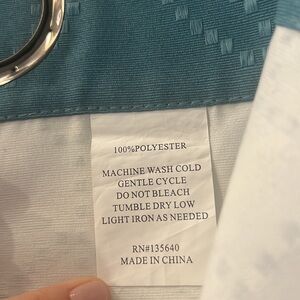 100%POLYESTER
MACHINE WASH COLD
GENTLE CYCLE
DO NOT BLEACH
TUMBLE DRY LOW
LIGHT IRON AS NEEDED
RN#135640
MADE IN CHINA